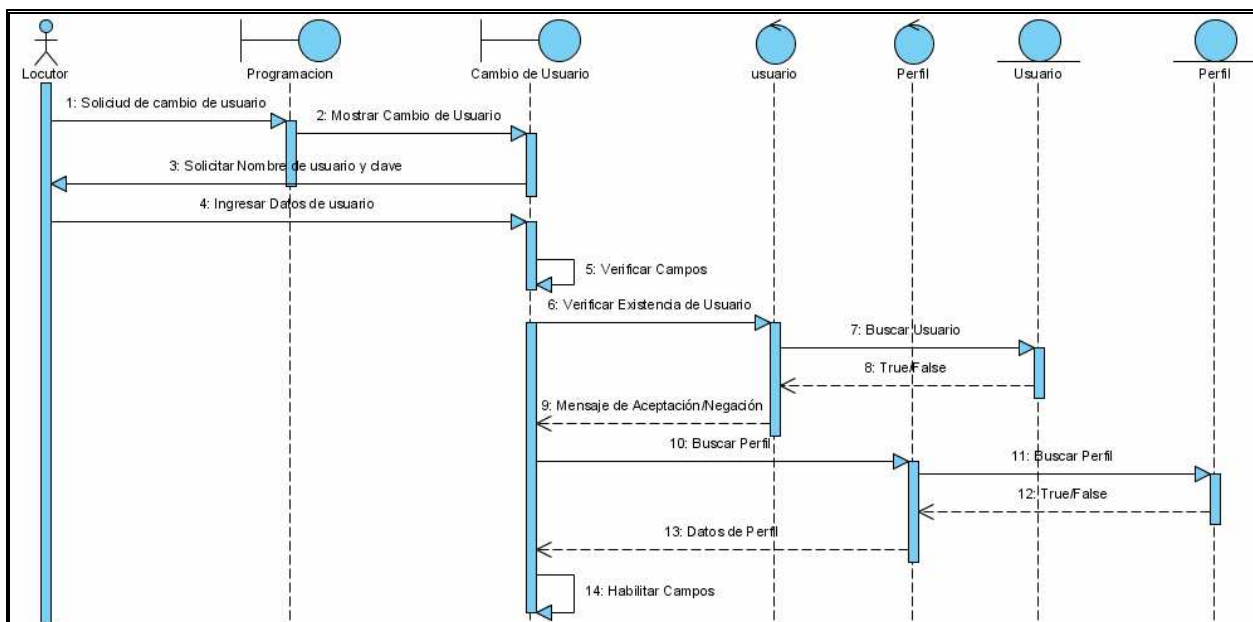 Locutor
Programacion
Cambio de Usuario
usuario
Perfil
Usuario
Perfil
1: Soliciud de cambio de usuario
2: Mostrar Cambio de Usuario
3: Solicitar Nombre de usuario y clave
4: Ingresar Datos de usuario
5: Verificar Campos
6: Verificar Existencia de Usuario
7: Buscar Usuario
8: True/False
9: Mensaje de Aceptación/Negación
10: Buscar Perfil
11: Buscar Perfil
12: True/False
13: Datos de Perfil
14: Habilitar Campos